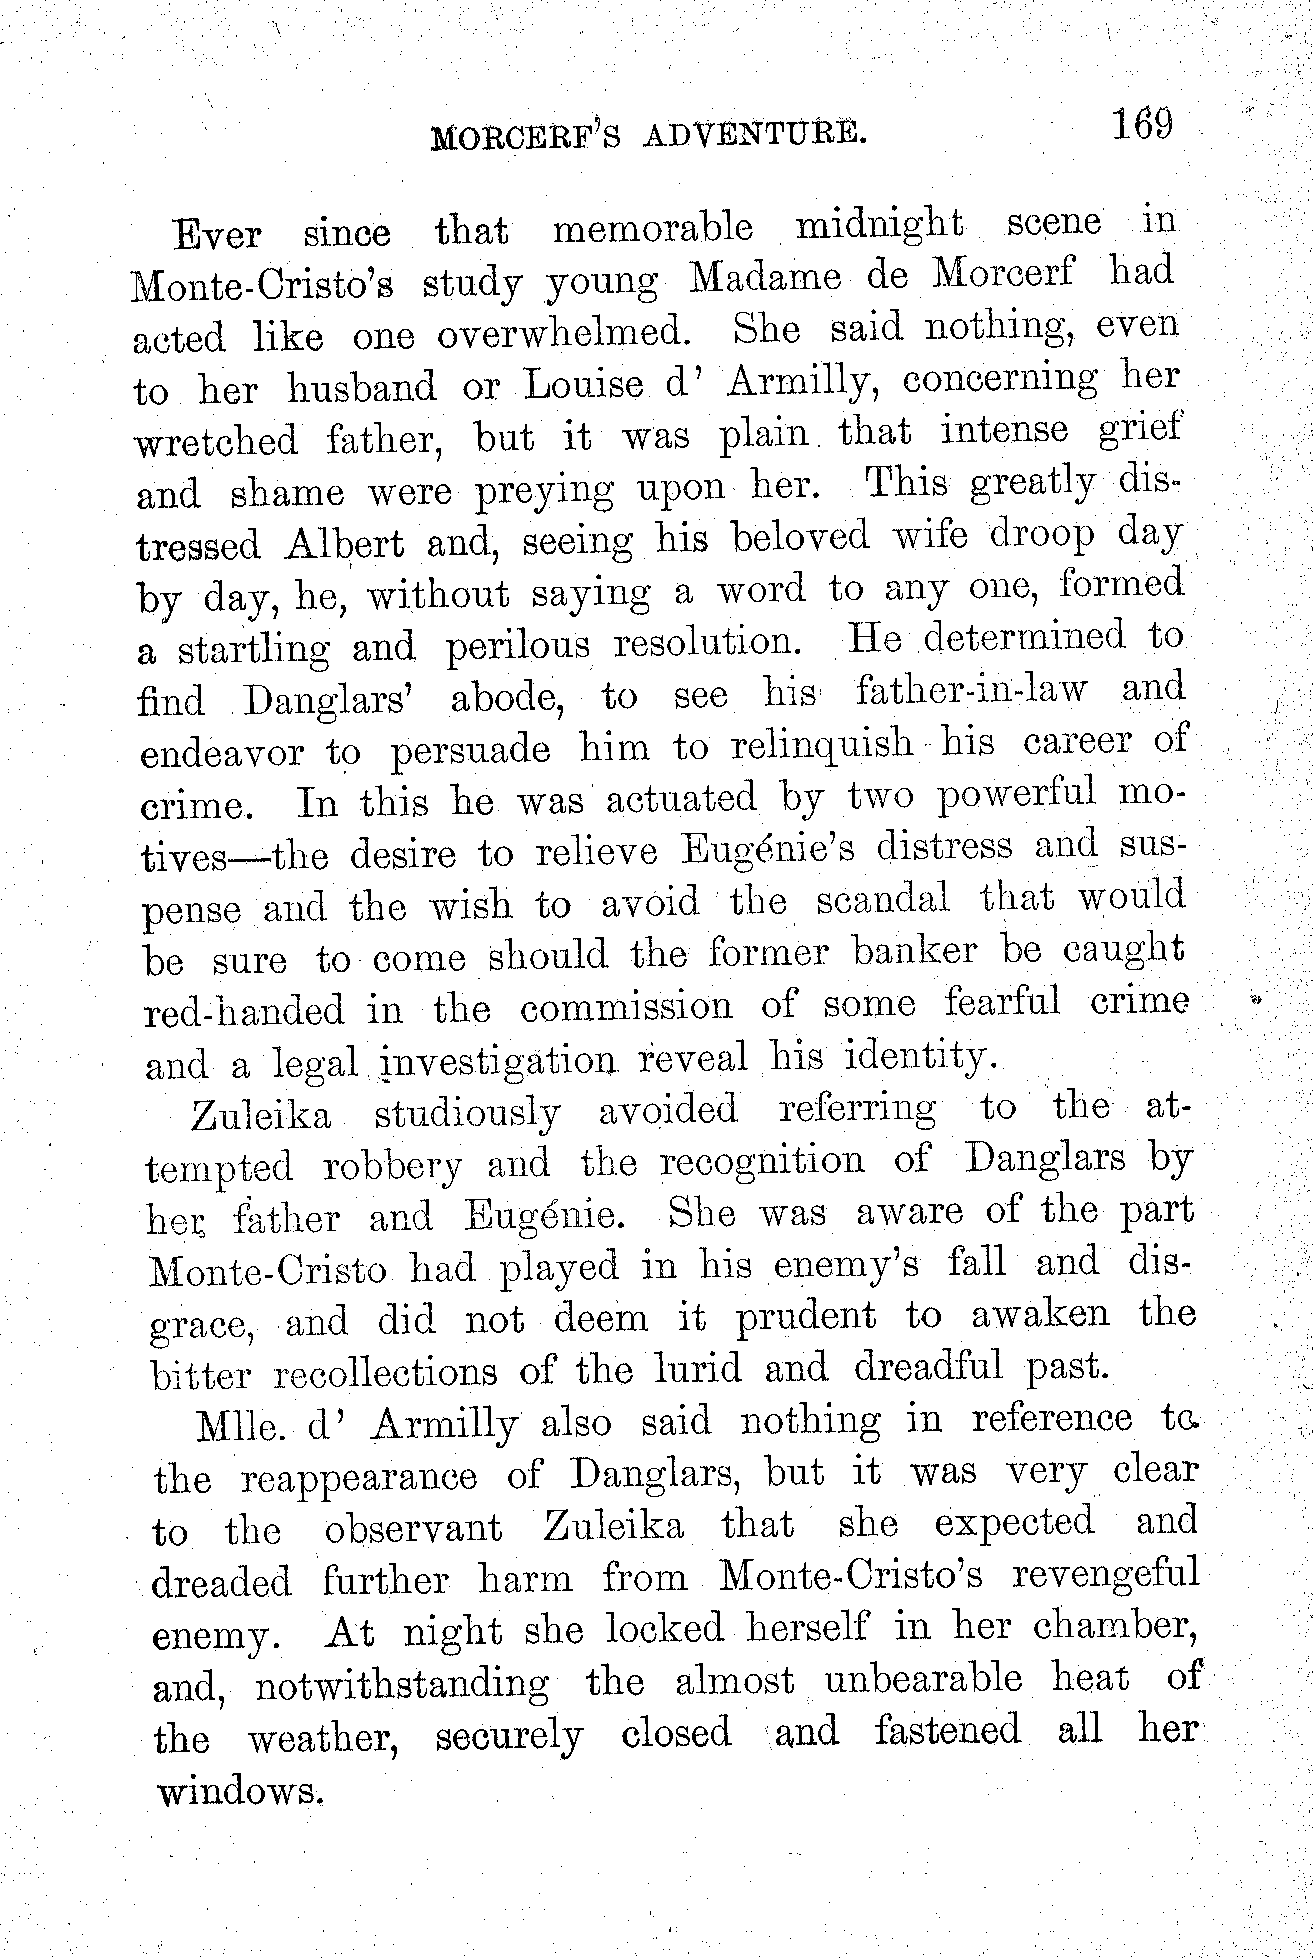 MORCERF'S ADVENTURE. 169
Ever since that memorable midnight scene in
Monte-Cristo's study young Madame de Morcerf had
acted like one overwhelmed. She said nothing, even
to her husband or Louise d' Armilly, concerning her
wretched father, but it was plain that intense grief
and shame were preying upon her. This greatly dis-
tressed Albert and, seeing his beloved wife droop day
by day, he, without saying a word to any one, formed
a startling and perilous resolution. He determined to
find Danglars' abode, to see his father-in-law and
endeavor to persuade him to relinquish his career of
crime. In this he was actuated by two powerful mo-
tives—the desire to relieve Eugénie's distress and sus-
pense and the wish to avoid the scandal that would
be sure to come should the former banker be caught
red-handed in the commission of some fearful crime
and a legal investigation reveal his identity.
Zuleika studiously avoided referring to the at-
tempted robbery and the recognition of Danglars by
her father and Eugénie. She was aware of the part
Monte-Cristo had played in his enemy's fall and dis-
grace, and did not deem it prudent to awaken the
bitter recollections of the lurid and dreadful past.
Mlle. d' Armilly also said nothing in reference to
the reappearance of Danglars, but it was very clear
to the observant Zuleika that she expected and
dreaded further harm from Monte-Cristo's revengeful
enemy. At night she locked herself in her chamber,
and, notwithstanding the almost unbearable heat of
the weather, securely closed and fastened all her
windows.